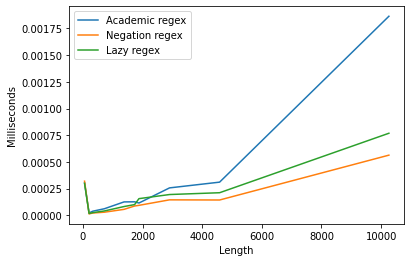 Academic regex
Negation regex
Lazy regex
Milliseconds
0.00175
0.00150
0.00125
0.00100
0.00075
0.00050
0.00025
0.00000
0 2000 4000 6000 8000 10000
Length